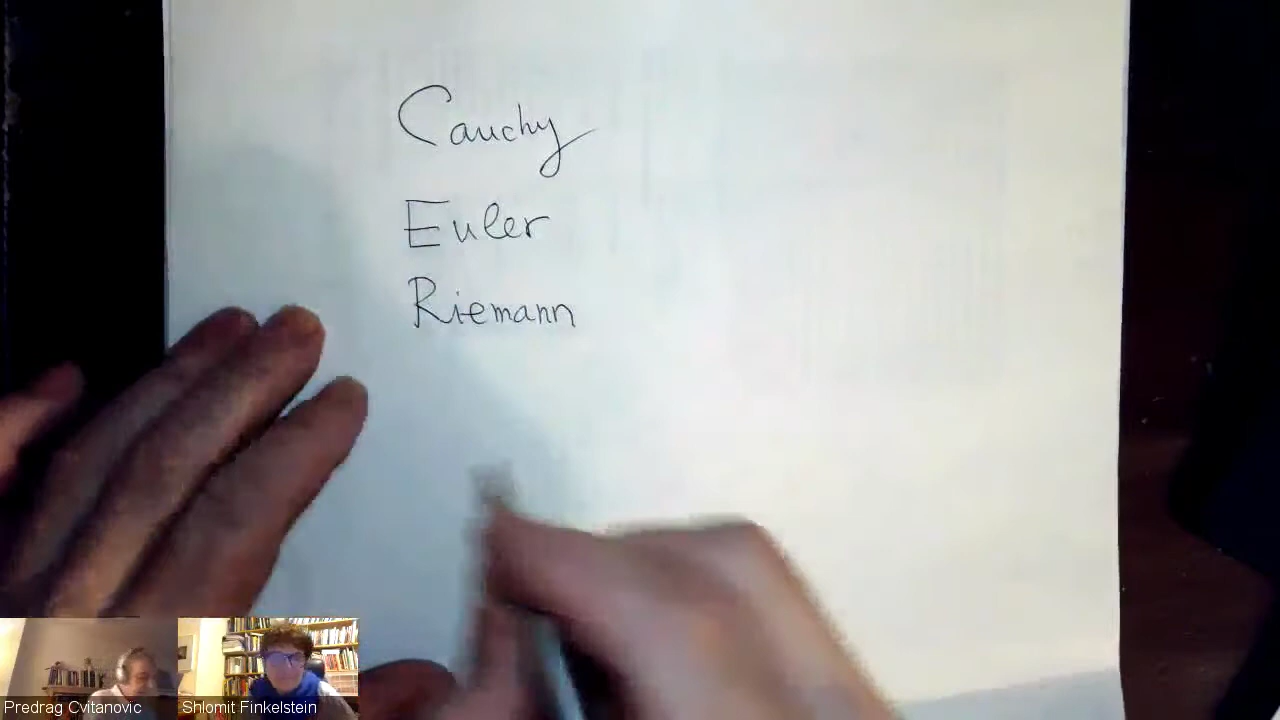 Cauchy
Euler
Riemann
Predrag Cvitanovic
Shlomit Finkelstein